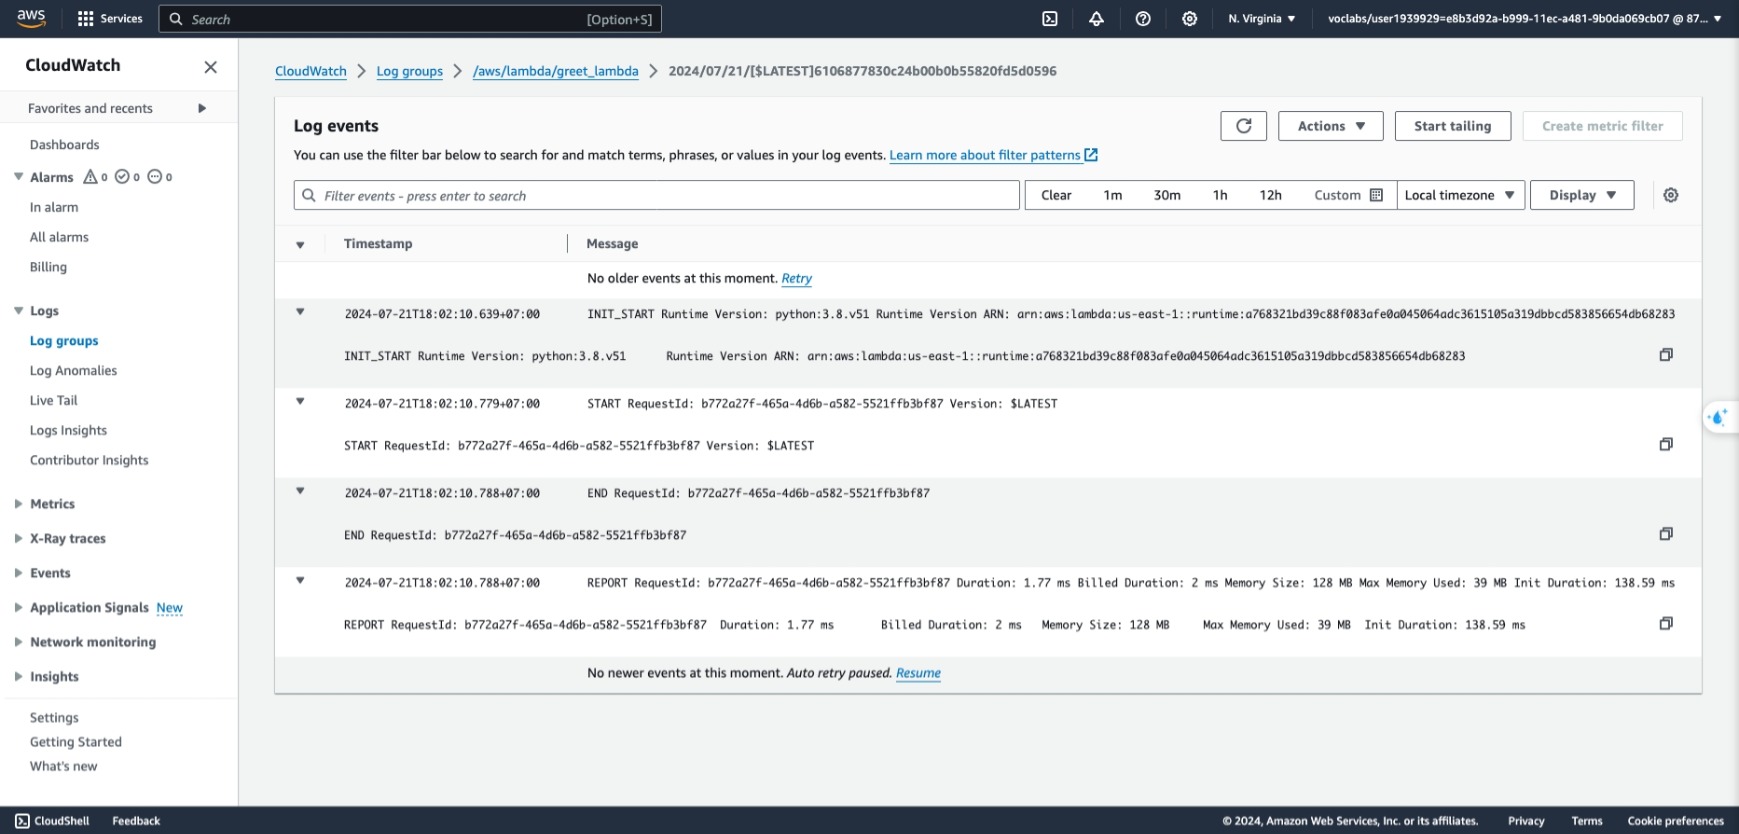 aws Services Search [Option+S] N. Virginia ▼ voclabs/user1939929=e8b3d92a-b999-11ec-a481-9b0da069cb07 @ 87... ▼
CloudWatch
Favorites and recents
Dashboards
Alarms 0 0 0
In alarm
All alarms
Billing
Logs
Log groups
Log Anomalies
Live Tail
Logs Insights
Contributor Insights
Metrics
X-Ray traces
Events
Application Signals New
Network monitoring
Insights
Settings
Getting Started
What's new
CloudWatch > Log groups > /aws/lambda/greet_lambda > 2024/07/21/[$LATEST]6106877830c24b00b0b55820fd5d0596
Log events
Actions ▼ Start tailing Create metric filter
You can use the filter bar below to search for and match terms, phrases, or values in your log events. Learn more about filter patterns
Filter events - press enter to search Clear 1m 30m 1h 12h Custom Local timezone ▼ Display ▼
Timestamp Message
No older events at this moment. Retry
2024-07-21T18:02:10.639+07:00 INIT_START Runtime Version: python:3.8.v51 Runtime Version ARN: arn:aws:lambda:us-east-1::runtime:a768321bd39c88f083afe0a045064adc3615105a319dbbcd583856654db68283
INIT_START Runtime Version: python:3.8.v51 Runtime Version ARN: arn:aws:lambda:us-east-1::runtime:a768321bd39c88f083afe0a045064adc3615105a319dbbcd583856654db68283
2024-07-21T18:02:10.779+07:00 START RequestId: b772a27f-465a-4d6b-a582-5521ffb3bf87 Version: $LATEST
START RequestId: b772a27f-465a-4d6b-a582-5521ffb3bf87 Version: $LATEST
2024-07-21T18:02:10.788+07:00 END RequestId: b772a27f-465a-4d6b-a582-5521ffb3bf87
END RequestId: b772a27f-465a-4d6b-a582-5521ffb3bf87
2024-07-21T18:02:10.788+07:00 REPORT RequestId: b772a27f-465a-4d6b-a582-5521ffb3bf87 Duration: 1.77 ms Billed Duration: 2 ms Memory Size: 128 MB Max Memory Used: 39 MB Init Duration: 138.59 ms
REPORT RequestId: b772a27f-465a-4d6b-a582-5521ffb3bf87 Duration: 1.77 ms Billed Duration: 2 ms Memory Size: 128 MB Max Memory Used: 39 MB Init Duration: 138.59 ms
No newer events at this moment. Auto retry paused. Resume
CloudShell Feedback © 2024, Amazon Web Services, Inc. or its affiliates. Privacy Terms Cookie preferences